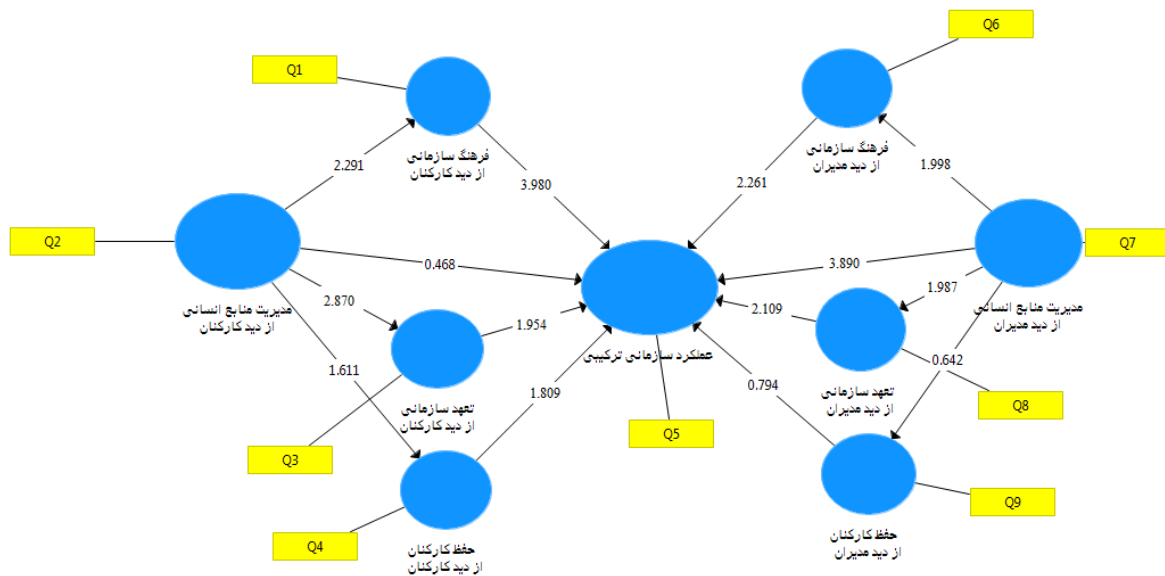 Q6
Q1
فرهنگ سازمانی
از دید مدیران
فرهنگ سازمانی
از دید کارکنان
2.291
1.998
3.980
2.261
Q2
Q7
0.468
3.890
2.870
1.987
مدیریت منابع انسانی
از دید کارکنان
مدیریت منابع انسانی
از دید مدیران
1.954
2.109
عملکرد سازمانی ترکیبی
1.611
0.642
1.809
0.794
تعهد سازمانی
از دید کارکنان
تعهد سازمانی
از دید مدیران
Q8
Q5
Q3
Q9
Q4
حفظ کارکنان
از دید مدیران
حفظ کارکنان
از دید کارکنان